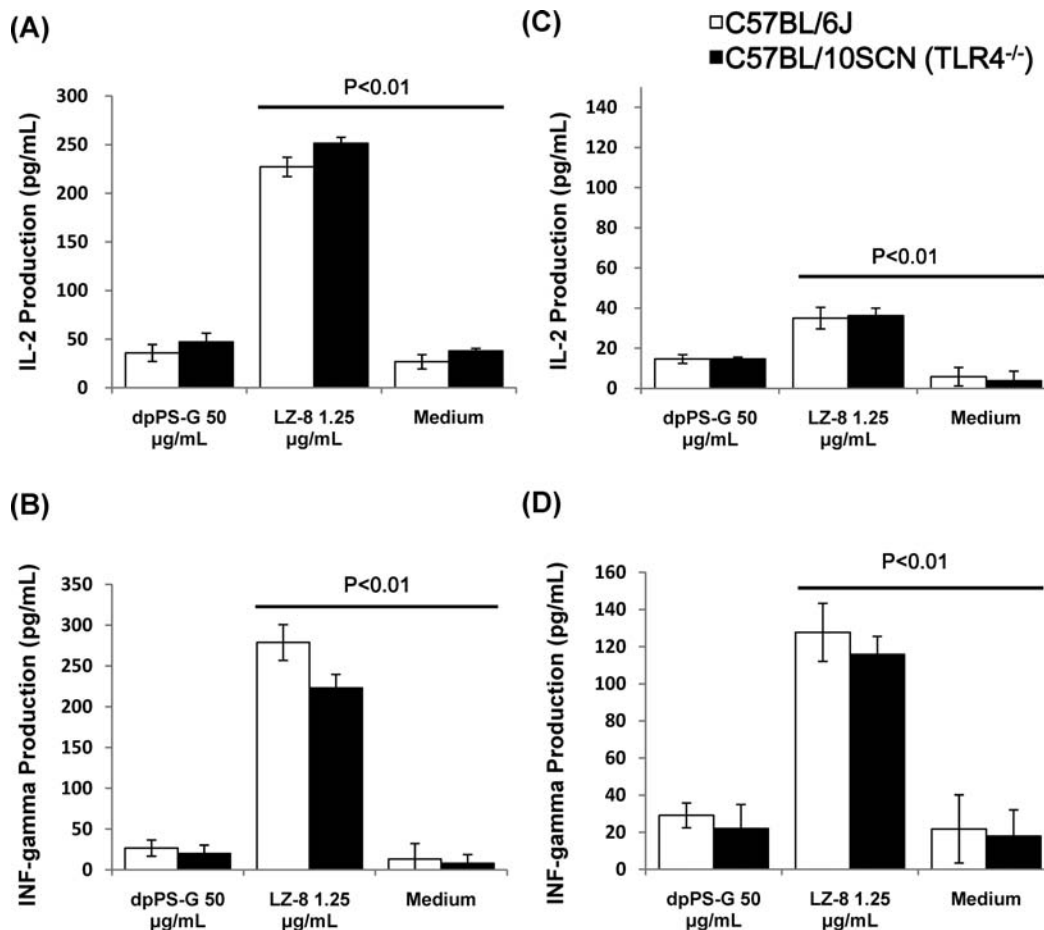 (A)
P<0.01
IL-2 Production (pg/mL)
300
250
200
150
100
50
0
dpPS-G 50 µg/mL
LZ-8 1.25 µg/mL
Medium
(C)
C57BL/6J
C57BL/10SCN (TLR4-/-)
P<0.01
IL-2 Production (pg/mL)
140
120
100
80
60
40
20
0
dpPS-G 50
µg/mL
LZ-8 1.25
µg/mL
Medium
(B)
P<0.01
INF-gamma Production (pg/mL)
350
300
250
200
150
100
50
0
dpPS-G 50
µg/mL
LZ-8 1.25
µg/mL
Medium
(D)
P<0.01
INF-gamma Production (pg/mL)
160
140
120
100
80
60
40
20
0
dpPS-G 50
µg/mL
LZ-8 1.25
µg/mL
Medium